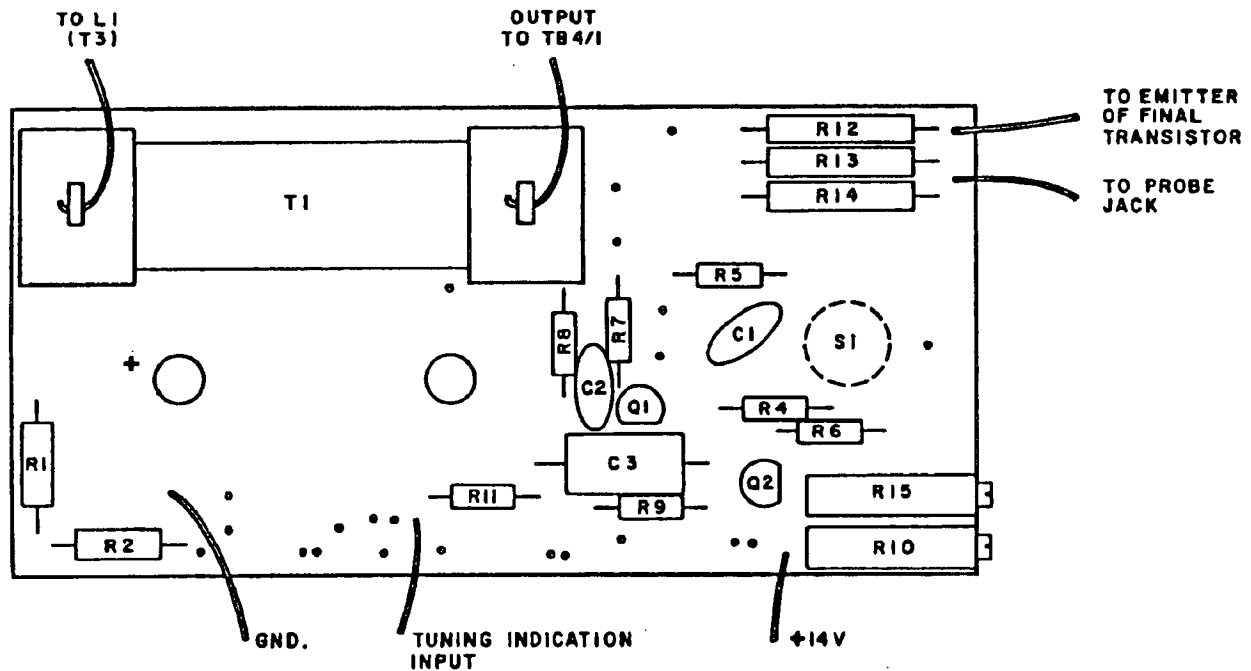 TO L1
(T3)
OUTPUT
TO TB4/1
TO EMITTER
OF FINAL
TRANSISTOR
TO PROBE
JACK
R12
R13
R14
T1
R5
R8
R7
C1
S1
C2
Q1
R4
R6
+
R1
C3
Q2
R15
R11
R9
R2
R10
GND.
TUNING INDICATION
INPUT
+14V